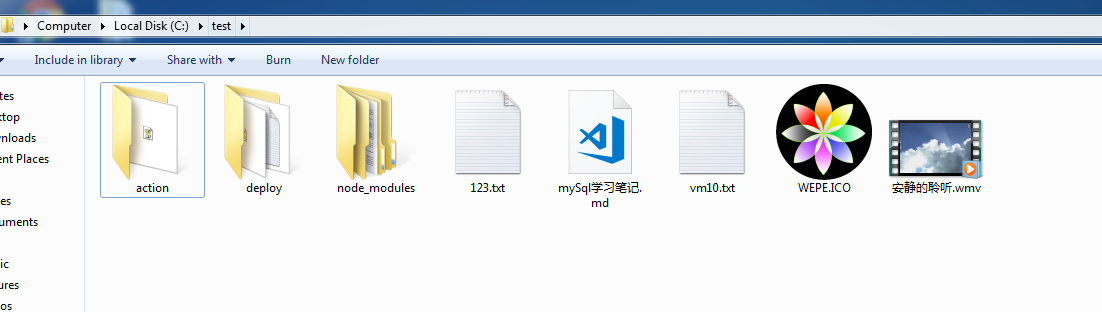 Computer ▸ Local Disk (C:) ▸ test ▸
Include in library Share with Burn New folder
action deploy node_modules 123.txt mySql学习笔记. vm10.txt WEPE.ICO 安静的聆听.wmv
md
tes
ktop
wnloads
ent Places
es
uments
ic
ures
os